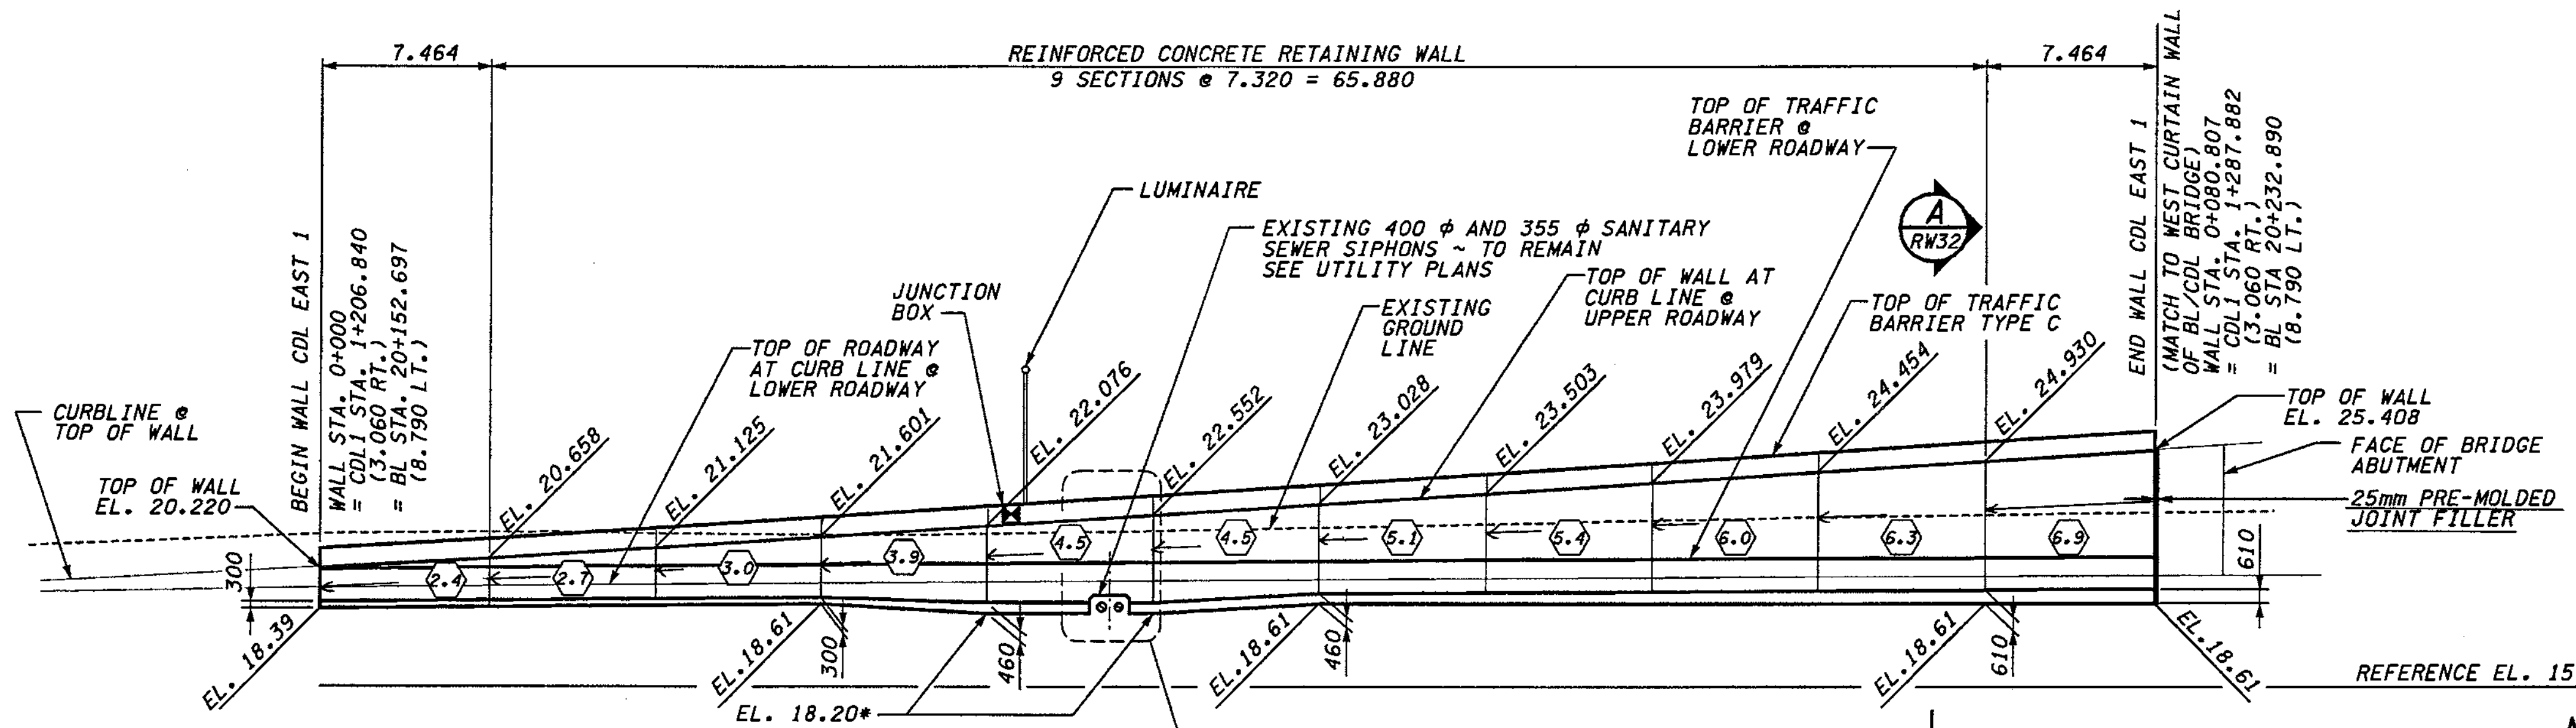 7.464
REINFORCED CONCRETE RETAINING WALL
9 SECTIONS @ 7.320 = 65.880
7.464
BEGIN WALL CDL EAST 1
WALL STA. 0+000
= CDL1 STA. 1+206.840
(3.060 RT.)
= BL STA. 20+152.697
(8.790 LT.)
END WALL CDL EAST 1
(MATCH TO WEST CURTAIN WALL
OF BL/CDL BRIDGE)
WALL STA. 0+080.807
= CDL1 STA. 1+287.882
(3.060 RT.)
= BL STA 20+232.890
(8.790 LT.)
TOP OF TRAFFIC
BARRIER @
LOWER ROADWAY
A
RW32
LUMINAIRE
EXISTING 400 ϕ AND 355 ϕ SANITARY
SEWER SIPHONS ~ TO REMAIN
SEE UTILITY PLANS
JUNCTION
BOX
EXISTING
GROUND
LINE
TOP OF WALL AT
CURB LINE @
UPPER ROADWAY
TOP OF TRAFFIC
BARRIER TYPE C
TOP OF ROADWAY
AT CURB LINE @
LOWER ROADWAY
CURBLINE @
TOP OF WALL
TOP OF WALL
EL. 20.220
EL. 20.658
EL. 21.125
EL. 21.601
EL. 22.076
EL. 22.552
EL. 23.028
EL. 23.503
EL. 23.979
EL. 24.454
EL. 24.930
TOP OF WALL
EL. 25.408
FACE OF BRIDGE
ABUTMENT
25mm PRE-MOLDED
JOINT FILLER
2.4
2.7
3.0
3.9
4.5
4.5
5.1
5.4
6.0
6.3
6.9
300
610
EL. 18.39
EL.18.61
300
460
EL.18.61
460
EL.18.61
610
EL.18.61
EL. 18.20*
REFERENCE EL. 15